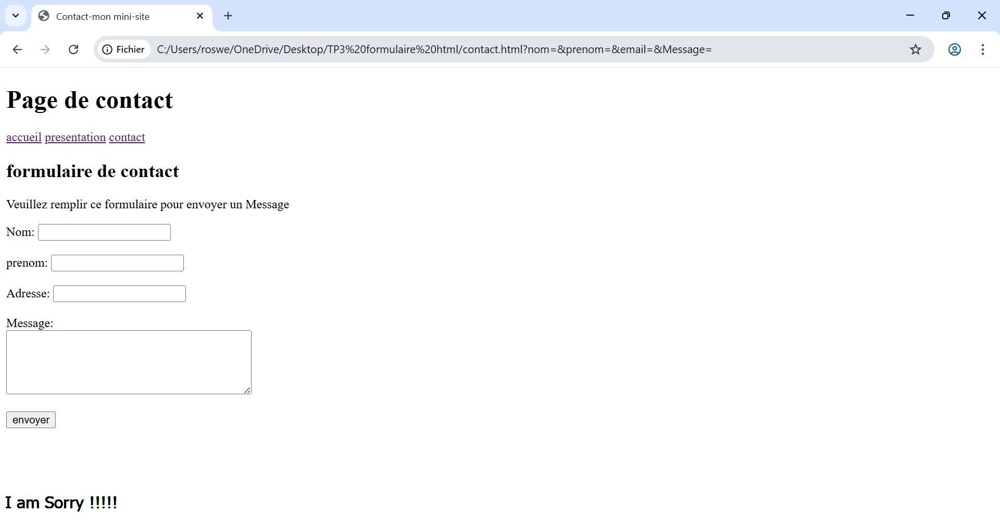 Contact-mon mini-site
Fichier C:/Users/roswe/OneDrive/Desktop/TP3%20formulaire%20html/contact.html?nom=&prenom=&email=&Message=
Page de contact
accueil presentation contact
formulaire de contact
Veuillez remplir ce formulaire pour envoyer un Message
Nom:
prenom:
Adresse:
Message:
envoyer
I am Sorry !!!!!